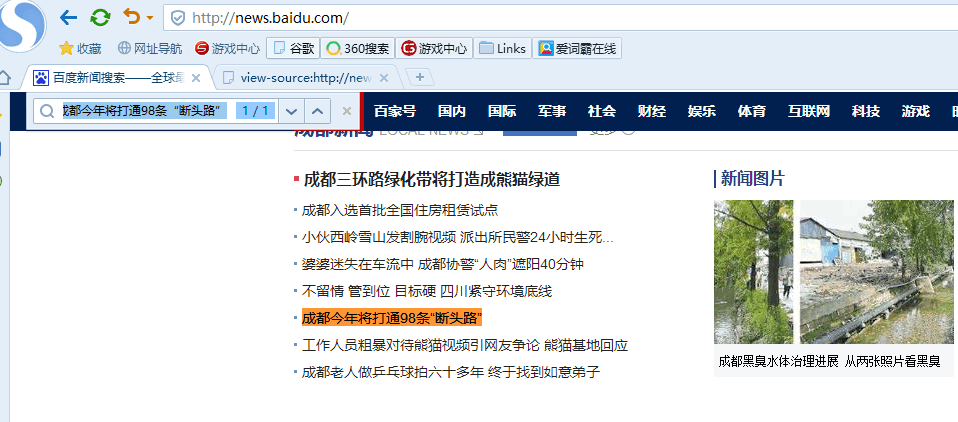 http://news.baidu.com/
收藏 网址导航 游戏中心 谷歌 360搜索 游戏中心 Links 爱词霸在线
百度新闻搜索——全球最 view-source:http://new
成都今年将打通98条“断头路” 1 / 1 百家号 国内 国际 军事 社会 财经 娱乐 体育 互联网 科技 游戏
成都新闻 LOCAL NEWS 更多
成都三环路绿化带将打造成熊猫绿道
新闻图片
成都入选首批全国住房租赁试点
小伙西岭雪山发割腕视频 派出所民警24小时生死...
婆婆迷失在车流中 成都协警“人肉”遮阳40分钟
不留情 管到位 目标硬 四川紧守环境底线
成都今年将打通98条“断头路”
工作人员粗暴对待熊猫视频引网友争论 熊猫基地回应
成都老人做乒乓球拍六十多年 终于找到如意弟子
成都黑臭水体治理进展 从两张照片看黑臭